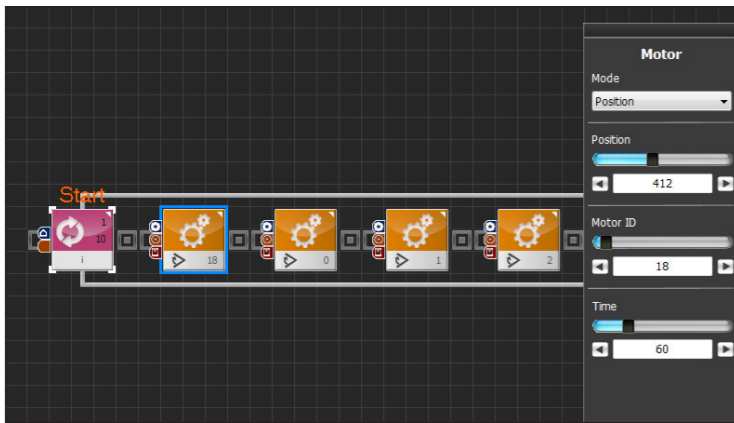 Motor
Mode
Position
Position
412
Motor ID
18
Time
60
Start
1
10
i
18
0
1
2